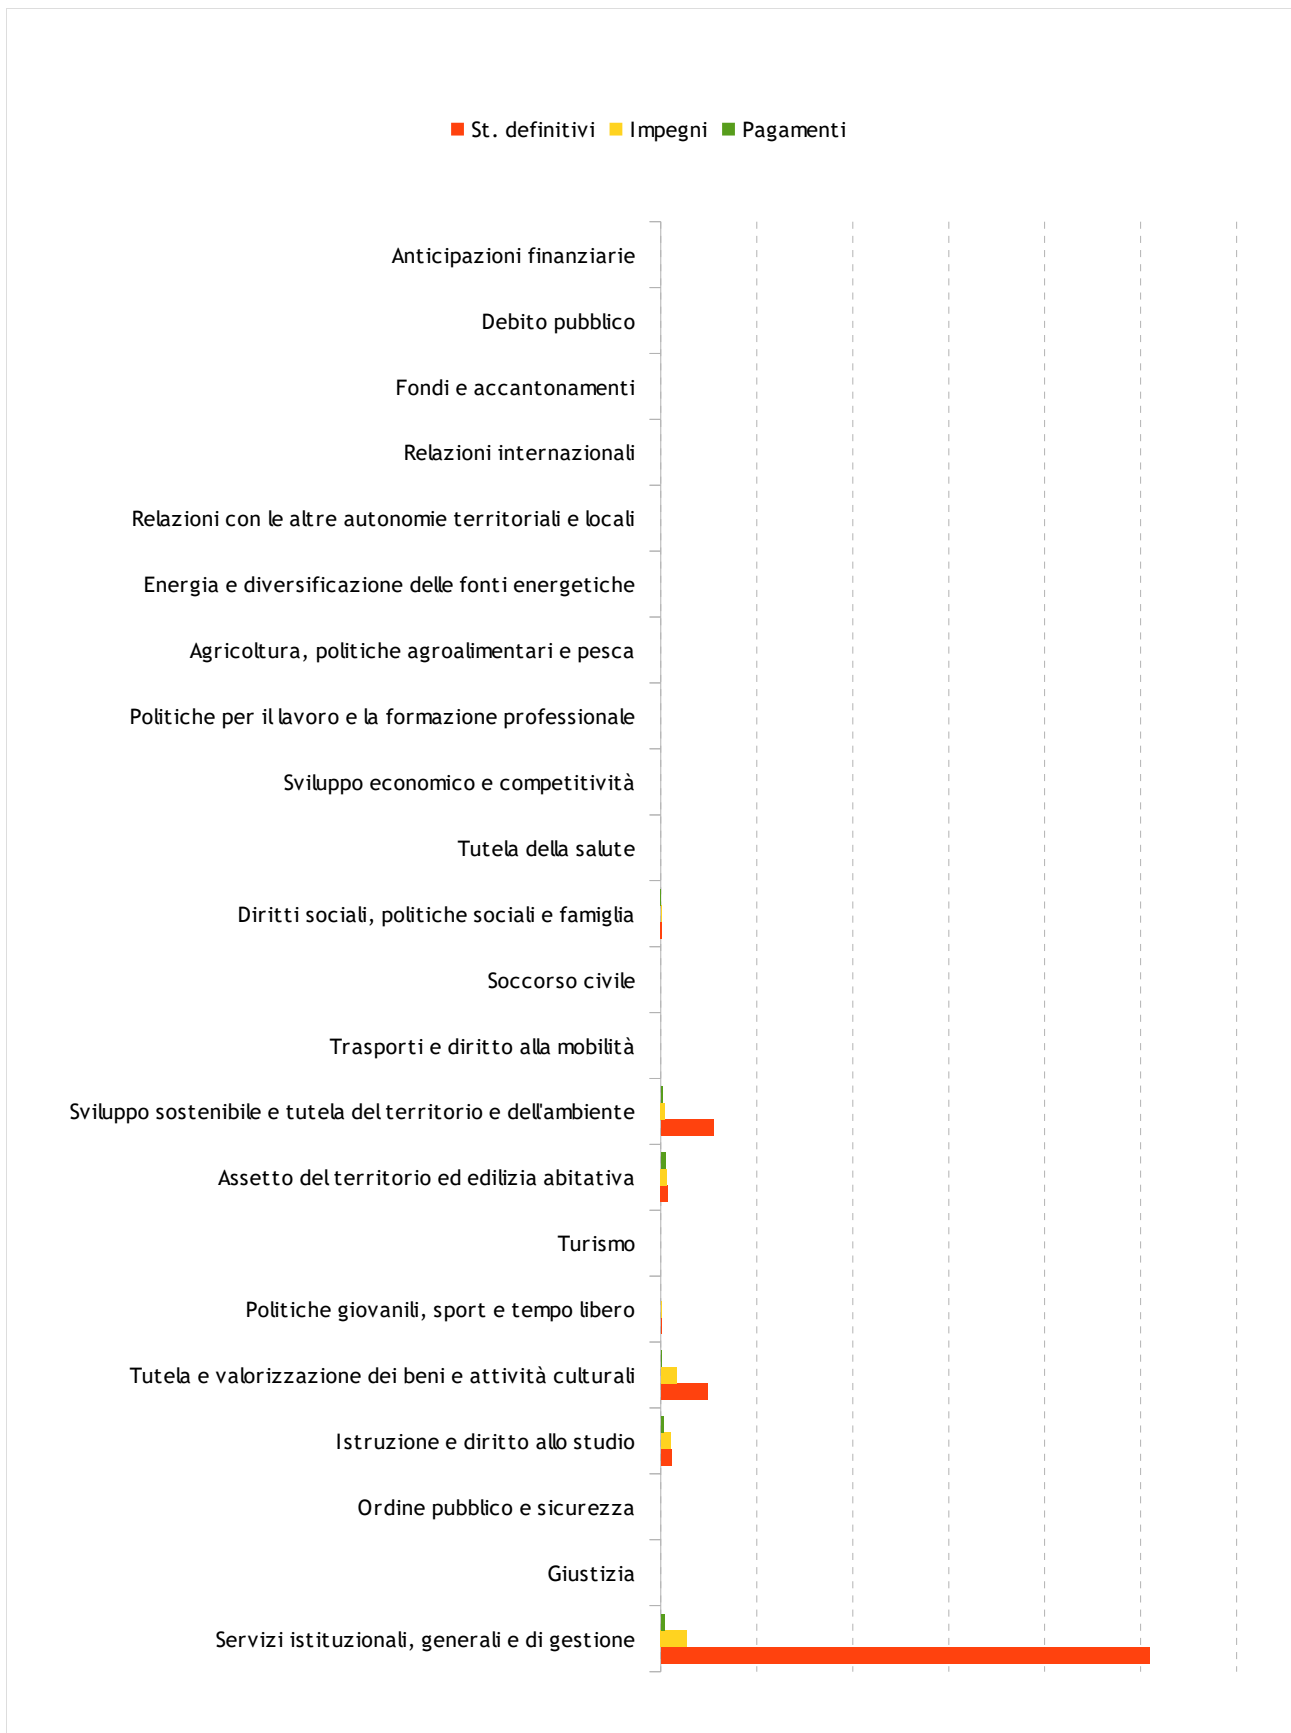 St. definitivi Impegni Pagamenti
Anticipazioni finanziarie
Debito pubblico
Fondi e accantonamenti
Relazioni internazionali
Relazioni con le altre autonomie territoriali e locali
Energia e diversificazione delle fonti energetiche
Agricoltura, politiche agroalimentari e pesca
Politiche per il lavoro e la formazione professionale
Sviluppo economico e competitività
Tutela della salute
Diritti sociali, politiche sociali e famiglia
Soccorso civile
Trasporti e diritto alla mobilità
Sviluppo sostenibile e tutela del territorio e dell'ambiente
Assetto del territorio ed edilizia abitativa
Turismo
Politiche giovanili, sport e tempo libero
Tutela e valorizzazione dei beni e attività culturali
Istruzione e diritto allo studio
Ordine pubblico e sicurezza
Giustizia
Servizi istituzionali, generali e di gestione